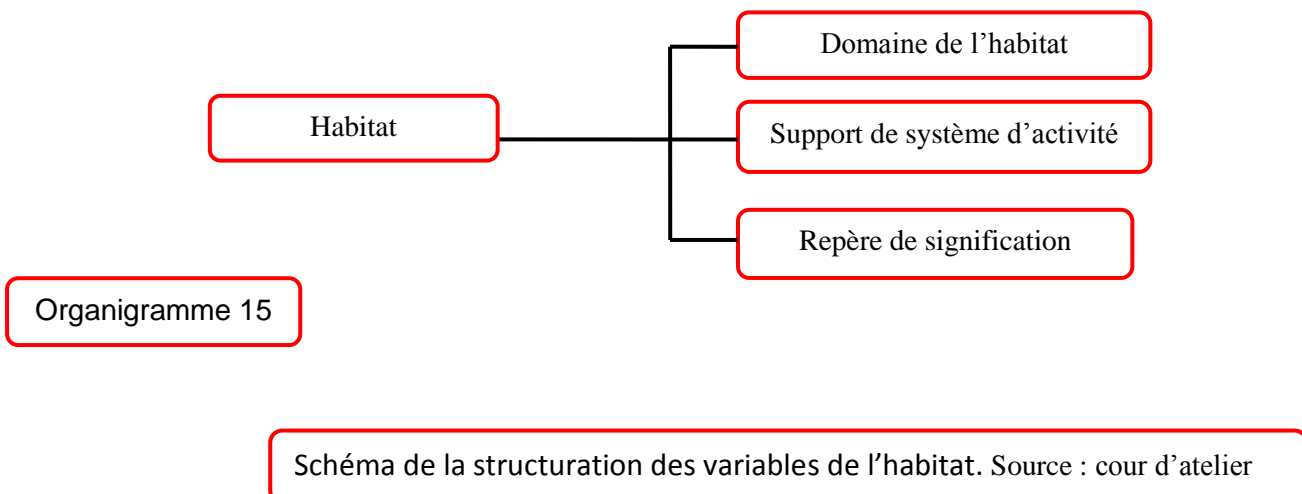 Domaine de l’habitat
Habitat
Support de système d’activité
Repère de signification
Organigramme 15
Schéma de la structuration des variables de l’habitat. Source : cour d’atelier